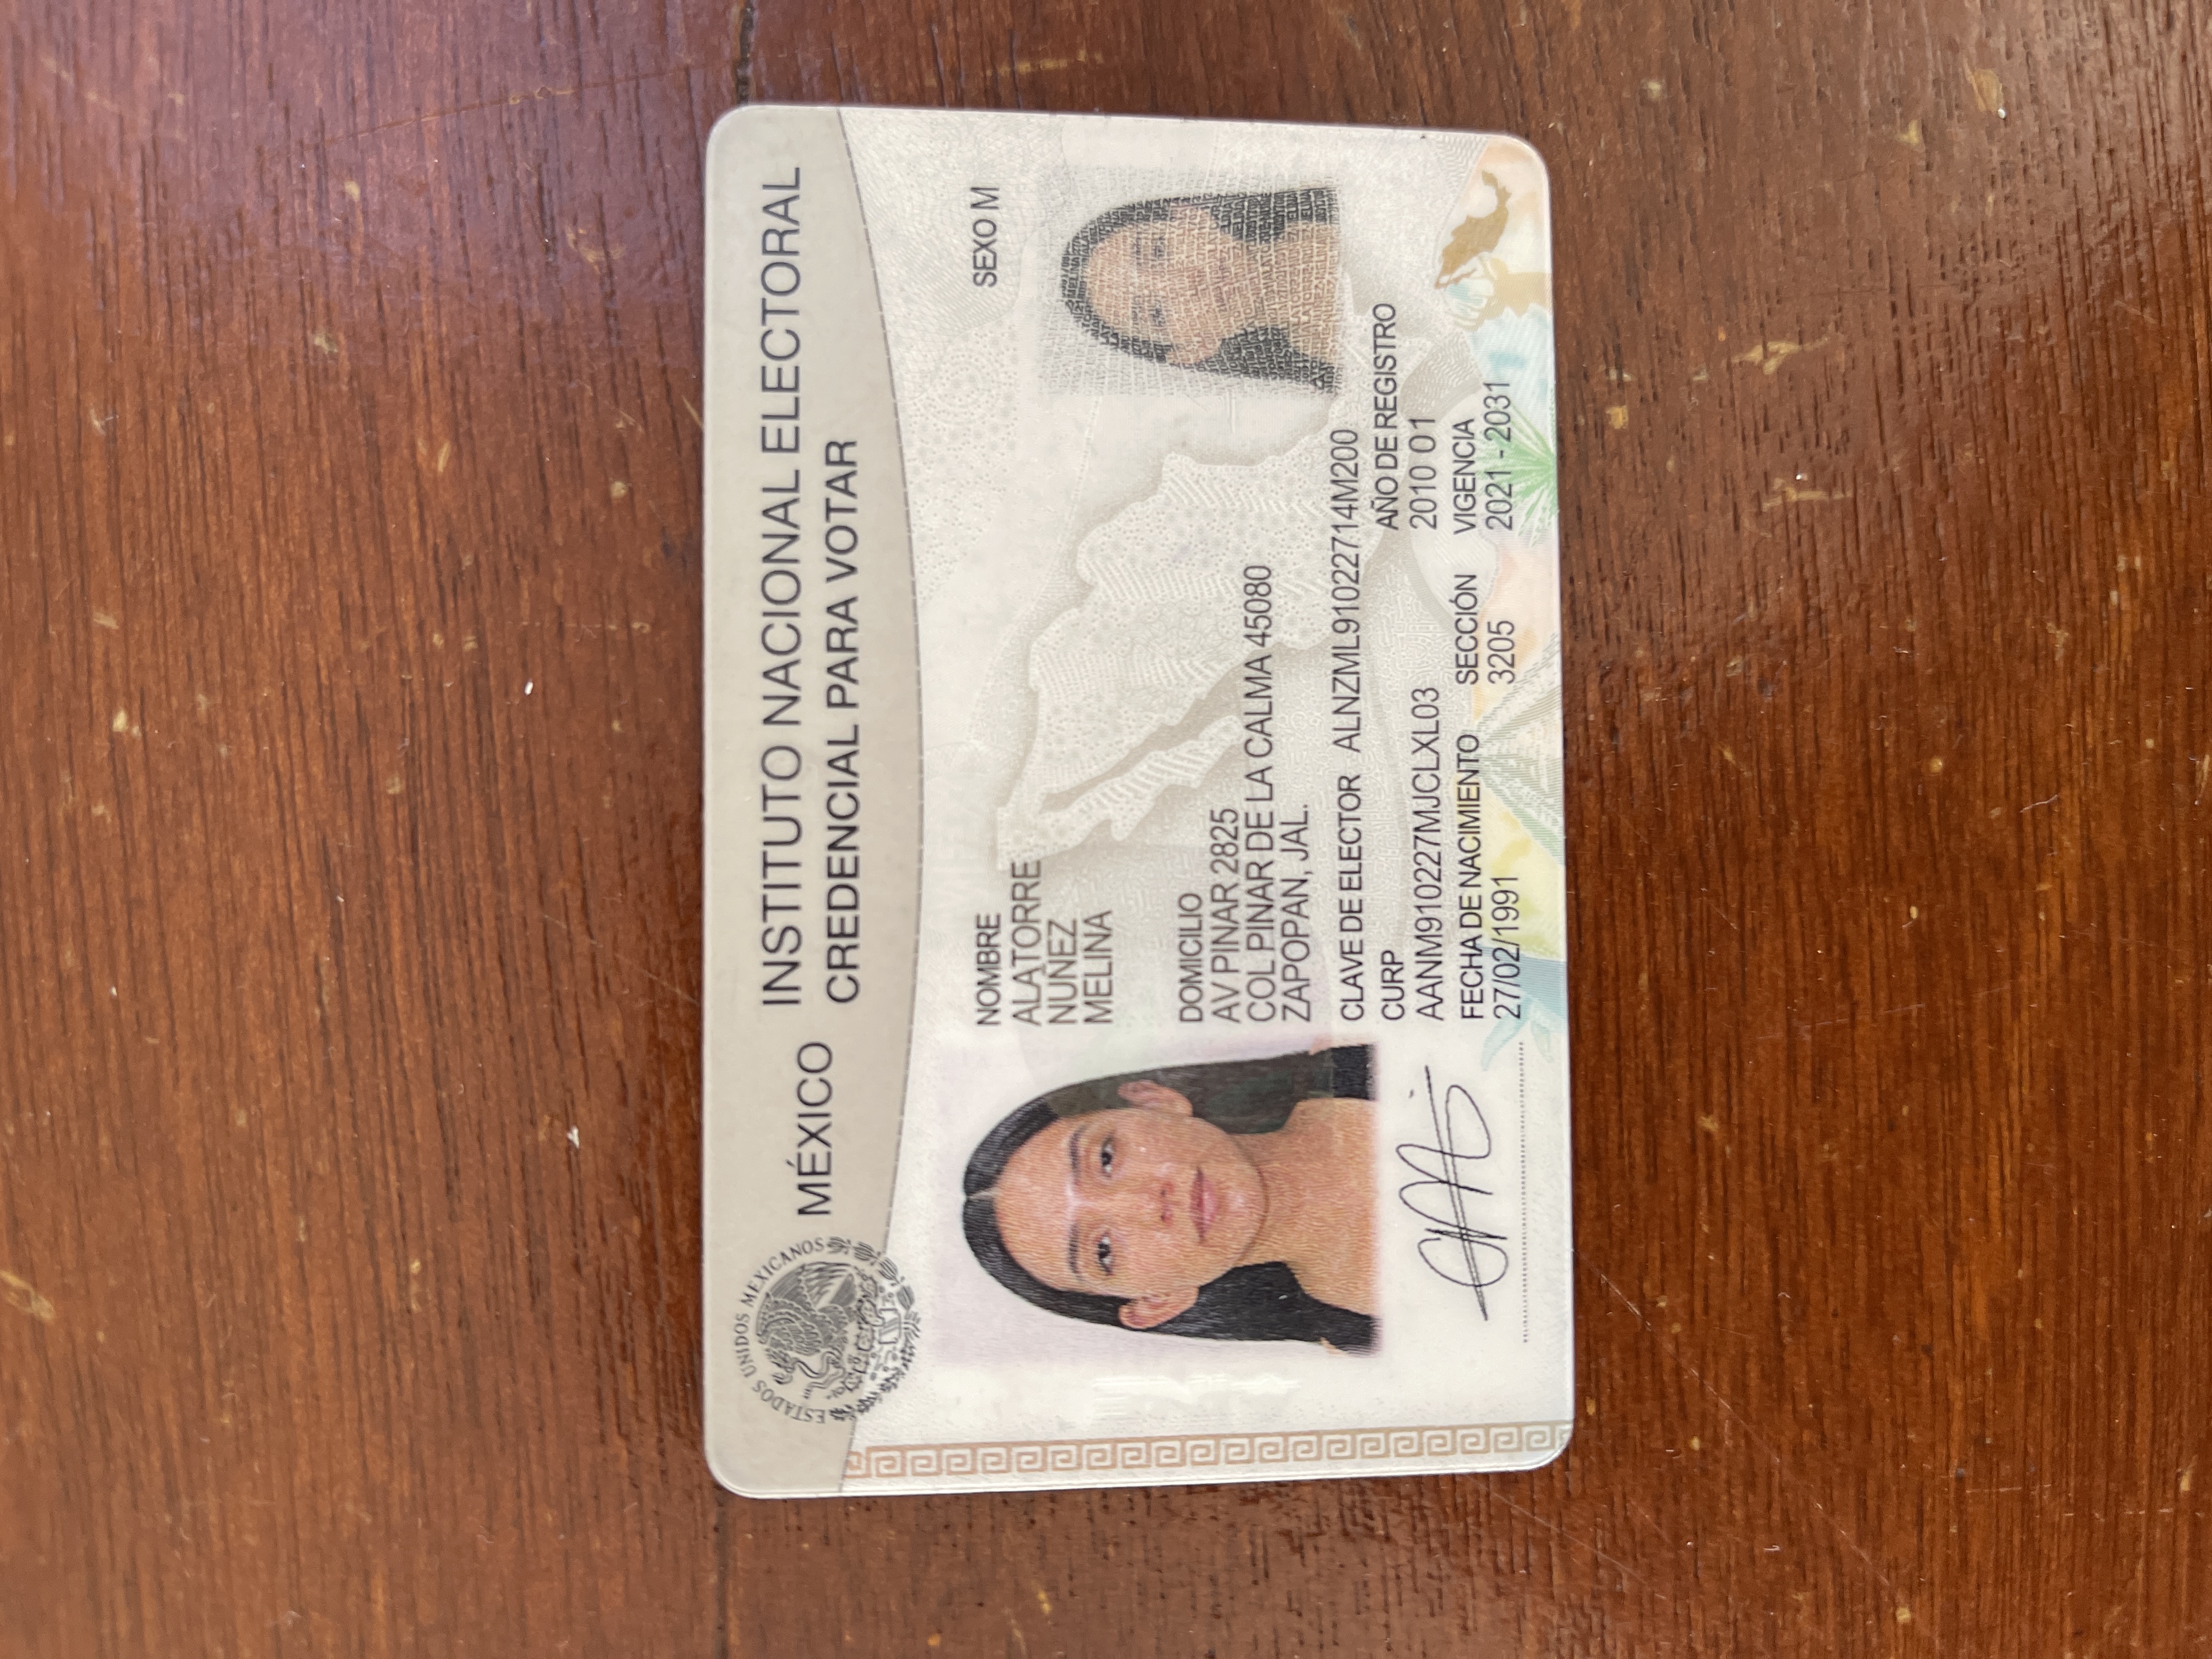 ESTADOS UNIDOS MEXICANOS
MÉXICO
INSTITUTO NACIONAL ELECTORAL
CREDENCIAL PARA VOTAR
NOMBRE
ALATORRE
NUÑEZ
MELINA
SEXO M
DOMICILIO
AV PINAR 2825
COL PINAR DE LA CALMA 45080
ZAPOPAN, JAL.
CLAVE DE ELECTOR ALNZML91022714M200
CURP
AANM910227MJCLXL03
AÑO DE REGISTRO
2010 01
FECHA DE NACIMIENTO
27/02/1991
SECCIÓN
3205
VIGENCIA
2021 - 2031